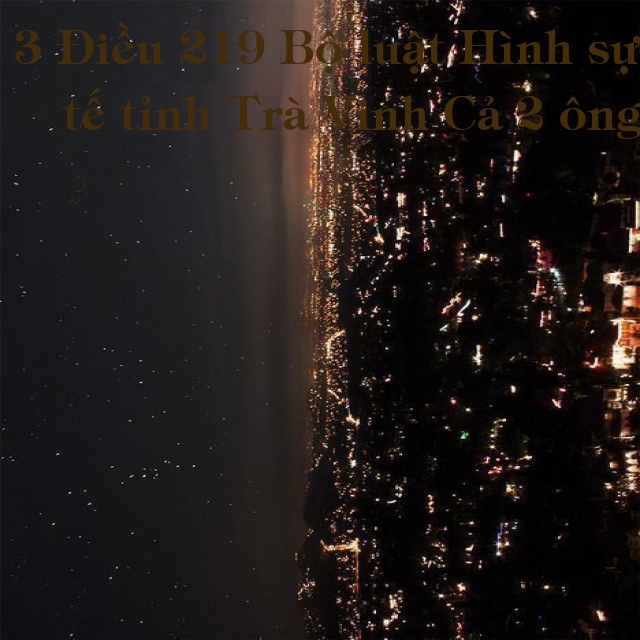 3 Điều 219 Bộ luật Hình sự
tế tỉnh Trà Vinh Cả 2 ông